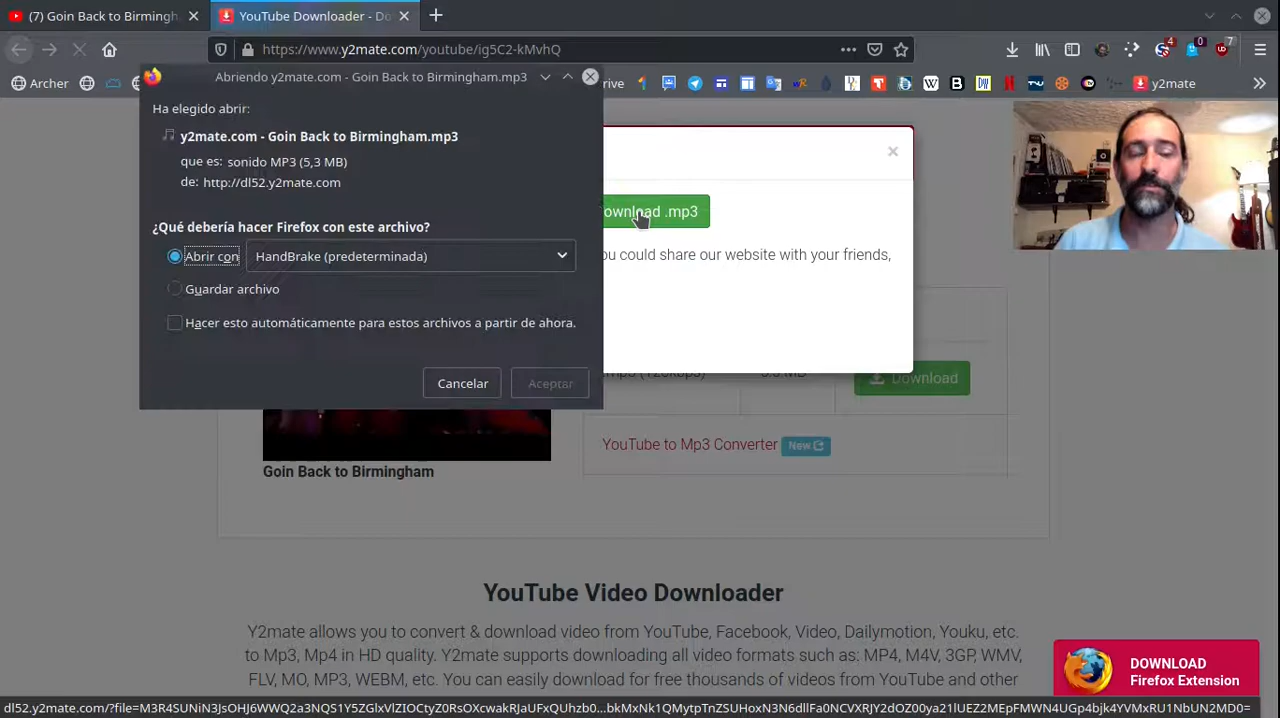 (7) Goin Back to Birmingh
YouTube Downloader - Do
https://www.y2mate.com/youtube/ig5C2-kMvhQ
4
0
7
Archer
rive
y2mate
Abriendo y2mate.com - Goin Back to Birmingham.mp3
Ha elegido abrir:
y2mate.com - Goin Back to Birmingham.mp3
que es: sonido MP3 (5,3 MB)
de: http://dl52.y2mate.com
¿Qué debería hacer Firefox con este archivo?
Abrir con
HandBrake (predeterminada)
Guardar archivo
Hacer esto automáticamente para estos archivos a partir de ahora.
Cancelar
Aceptar
ownload .mp3
ou could share our website with your friends,
Download
YouTube to Mp3 Converter
New
Goin Back to Birmingham
YouTube Video Downloader
Y2mate allows you to convert & download video from YouTube, Facebook, Video, Dailymotion, Youku, etc.
to Mp3, Mp4 in HD quality. Y2mate supports downloading all video formats such as: MP4, M4V, 3GP, WMV,
FLV, MO, MP3, WEBM, etc. You can easily download for free thousands of videos from YouTube and other
DOWNLOAD
Firefox Extension